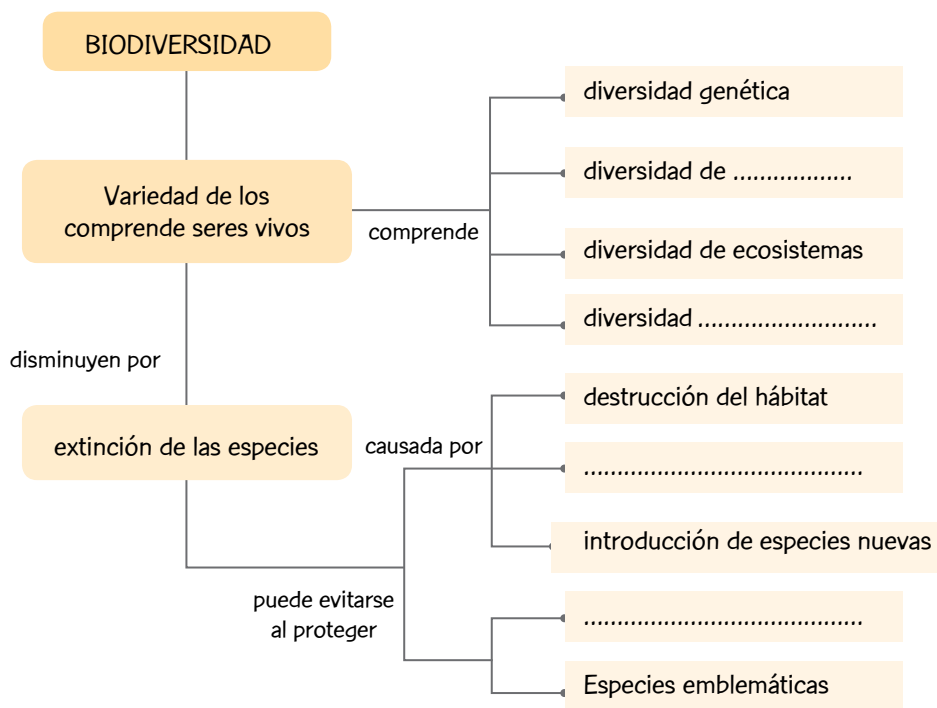 BIODIVERSIDAD
Variedad de los
comprende seres vivos
comprende
diversidad genética
diversidad de ..................
diversidad de ecosistemas
diversidad ...........................
disminuyen por
extinción de las especies
causada por
destrucción del hábitat
..........................................
introducción de especies nuevas
puede evitarse
al proteger
..........................................
Especies emblemáticas